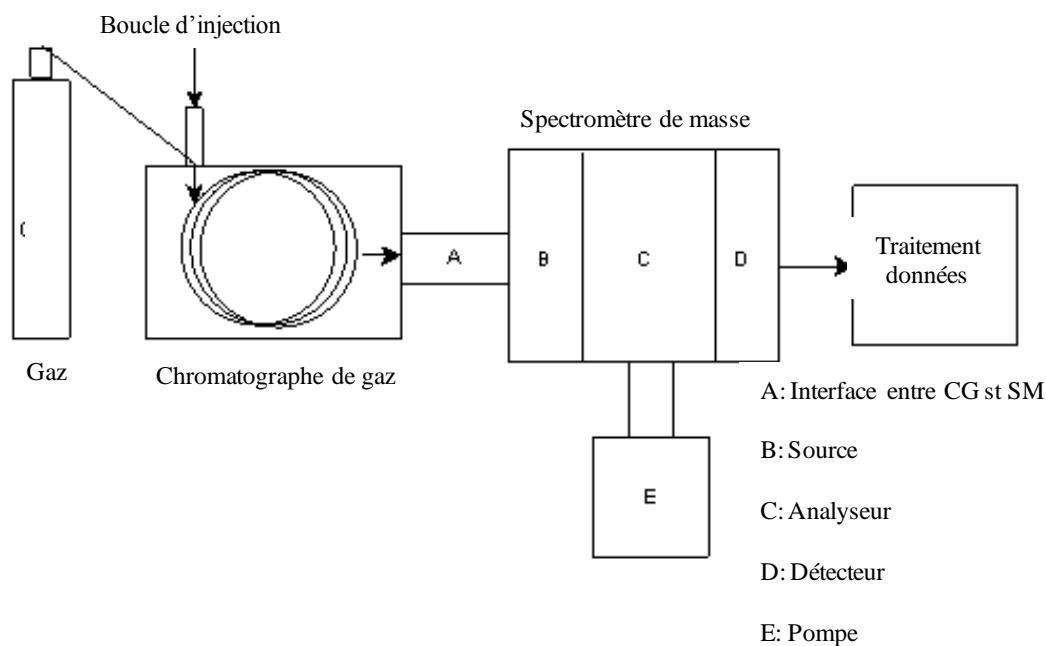 Boucle d’injection
Spectromètre de masse
A
B
C
D
Traitement
données
Gaz
Chromatographe de gaz
E
A: Interface entre CG st SM
B: Source
C: Analyseur
D: Détecteur
E: Pompe